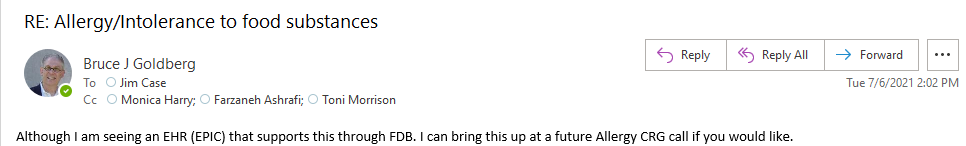 RE: Allergy/Intolerance to food substances
Bruce J Goldberg
To Jim Case
Cc Monica Harry; Farzaneh Ashrafi; Toni Morrison
Reply
Reply All
Forward
Tue 7/6/2021 2:02 PM
Although I am seeing an EHR (EPIC) that supports this through FDB. I can bring this up at a future Allergy CRG call if you would like.